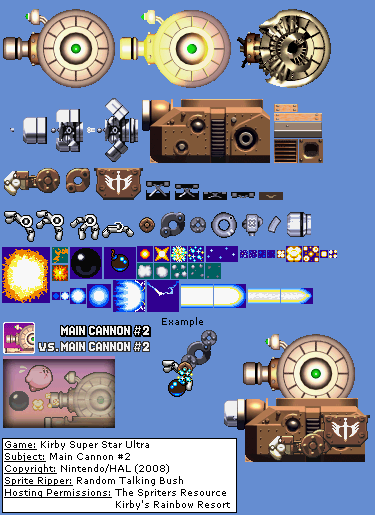 Example
MAIN CANNON #2
VS. MAIN CANNON #2
Game: Kirby Super Star Ultra
Subject: Main Cannon #2
Copyright: Nintendo/HAL (2008)
Sprite Ripper: Random Talking Bush
Hosting Permissions: The Spriters Resource
Kirby's Rainbow Resort